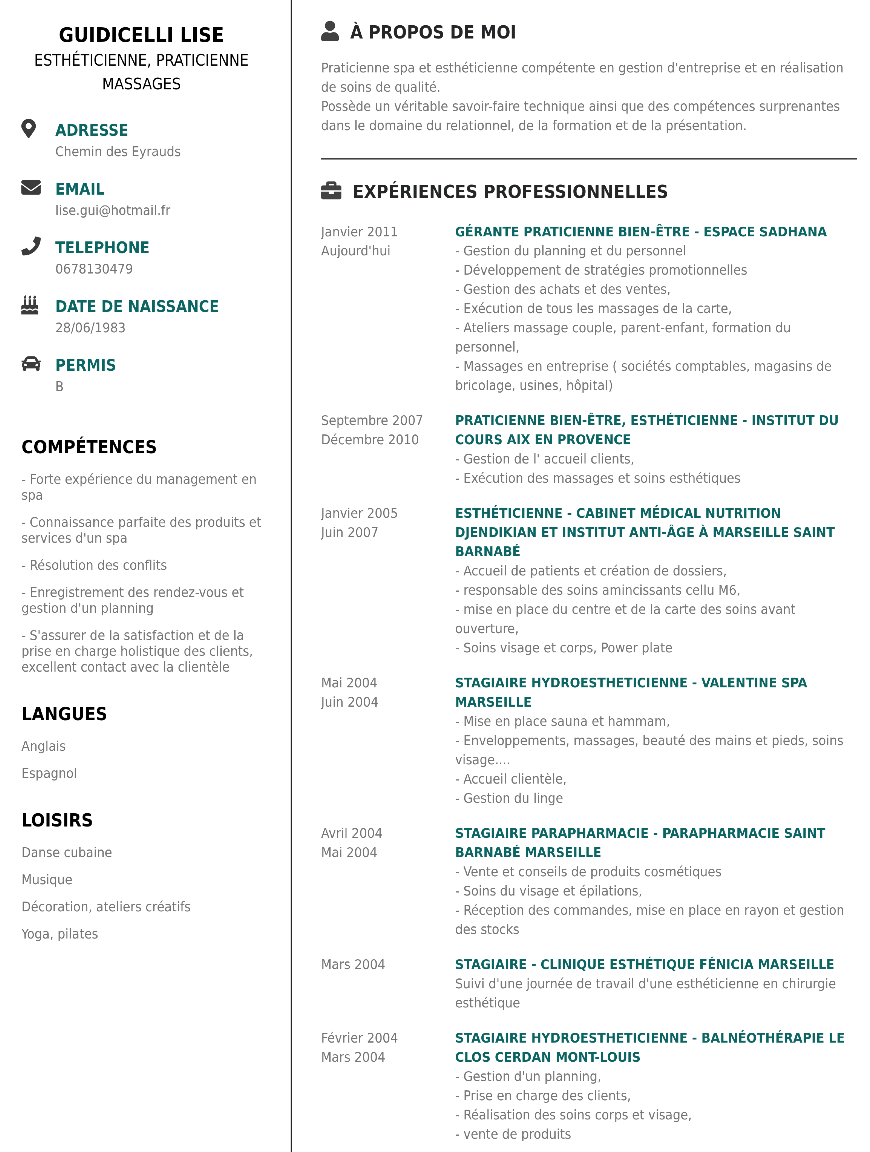 GUIDICELLI LISE
ESTHÉTICIENNE, PRATICIENNE
MASSAGES
ADRESSE
Chemin des Eyrauds
EMAIL
lise.gui@hotmail.fr
TELEPHONE
0678130479
DATE DE NAISSANCE
28/06/1983
PERMIS
B
COMPÉTENCES
- Forte expérience du management en
spa
- Connaissance parfaite des produits et
services d'un spa
- Résolution des conflits
- Enregistrement des rendez-vous et
gestion d'un planning
- S'assurer de la satisfaction et de la
prise en charge holistique des clients,
excellent contact avec la clientèle
LANGUES
Anglais
Espagnol
LOISIRS
Danse cubaine
Musique
Décoration, ateliers créatifs
Yoga, pilates
À PROPOS DE MOI
Praticienne spa et esthéticienne compétente en gestion d'entreprise et en réalisation
de soins de qualité.
Possède un véritable savoir-faire technique ainsi que des compétences surprenantes
dans le domaine du relationnel, de la formation et de la présentation.
EXPÉRIENCES PROFESSIONNELLES
Janvier 2011
Aujourd'hui
GÉRANTE PRATICIENNE BIEN-ÊTRE - ESPACE SADHANA
- Gestion du planning et du personnel
- Développement de stratégies promotionnelles
- Gestion des achats et des ventes,
- Exécution de tous les massages de la carte,
- Ateliers massage couple, parent-enfant, formation du
personnel,
- Massages en entreprise ( sociétés comptables, magasins de
bricolage, usines, hôpital)
Septembre 2007
Décembre 2010
PRATICIENNE BIEN-ÊTRE, ESTHÉTICIENNE - INSTITUT DU
COURS AIX EN PROVENCE
- Gestion de l' accueil clients,
- Exécution des massages et soins esthétiques
Janvier 2005
Juin 2007
ESTHÉTICIENNE - CABINET MÉDICAL NUTRITION
DJENDIKIAN ET INSTITUT ANTI-ÂGE À MARSEILLE SAINT
BARNABÉ
- Accueil de patients et création de dossiers,
- responsable des soins amincissants cellu M6,
- mise en place du centre et de la carte des soins avant
ouverture,
- Soins visage et corps, Power plate
Mai 2004
Juin 2004
STAGIAIRE HYDROESTHETICIENNE - VALENTINE SPA
MARSEILLE
- Mise en place sauna et hammam,
- Enveloppements, massages, beauté des mains et pieds, soins
visage....
- Accueil clientèle,
- Gestion du linge
Avril 2004
Mai 2004
STAGIAIRE PARAPHARMACIE - PARAPHARMACIE SAINT
BARNABÉ MARSEILLE
- Vente et conseils de produits cosmétiques
- Soins du visage et épilations,
- Réception des commandes, mise en place en rayon et gestion
des stocks
Mars 2004
STAGIAIRE - CLINIQUE ESTHÉTIQUE FÉNICIA MARSEILLE
Suivi d'une journée de travail d'une esthéticienne en chirurgie
esthétique
Février 2004
Mars 2004
STAGIAIRE HYDROESTHETICIENNE - BALNÉOTHÉRAPIE LE
CLOS CERDAN MONT-LOUIS
- Gestion d'un planning,
- Prise en charge des clients,
- Réalisation des soins corps et visage,
- vente de produits